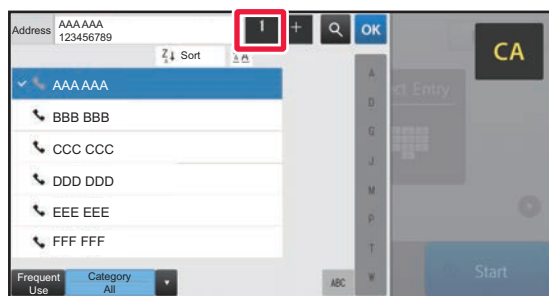 Address
AAA AAA
123456789
1
+
OK
CA
Sort
AAA AAA
BBB BBB
CCC CCC
DDD DDD
EEE EEE
FFF FFF
A
D
G
J
M
P
T
W
Entry
Frequent
Use
Category
All
ABC
Start